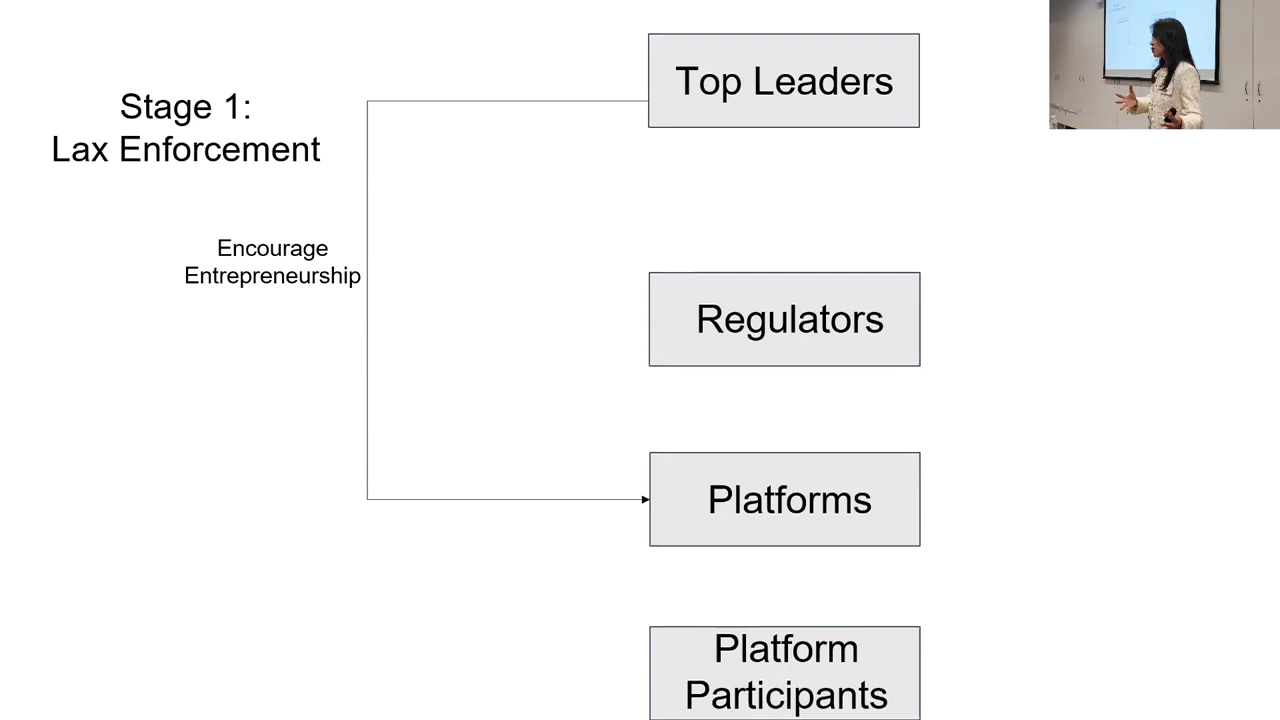 Top Leaders
Stage 1:
Lax Enforcement
Encourage
Entrepreneurship
Regulators
Platforms
Platform
Participants